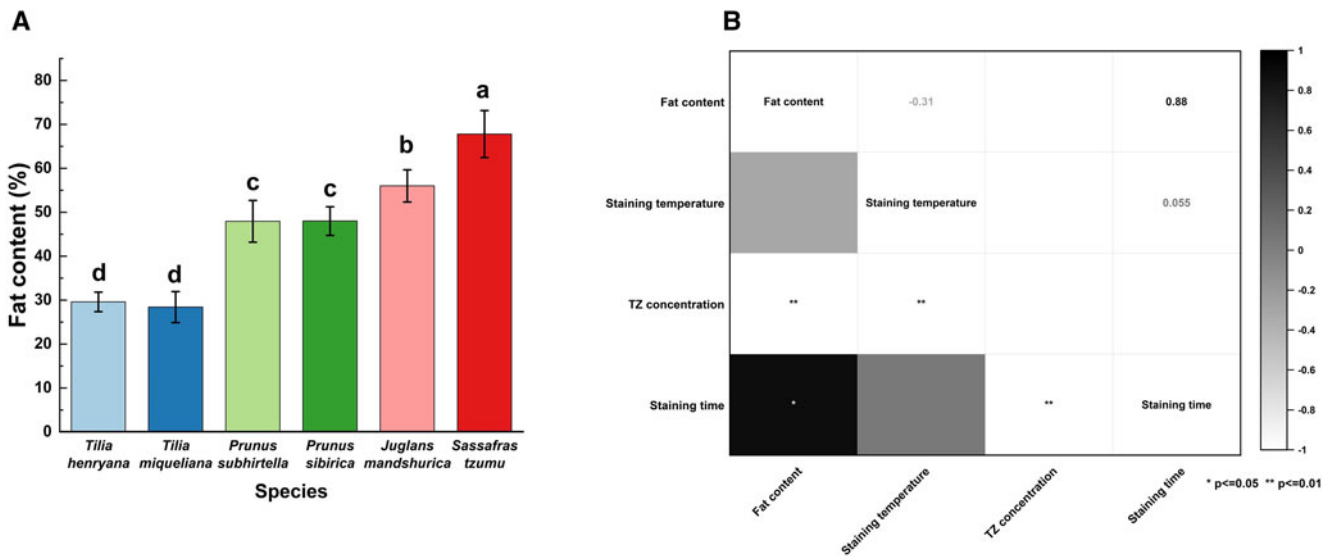 A
Fat content (%)
80
70
60
50
40
30
20
10
0
d
d
c
c
b
a
Tilia
henryana
Tilia
miqueliana
Prunus
subhirtella
Prunus
sibirica
Juglans
mandshurica
Sassafras
tzumu
Species
B
Fat content
Staining temperature
TZ concentration
Staining time
Fat content
-0.31
0.88
Staining temperature
0.055
**
**
*
**
Staining time
Fat content
Staining temperature
TZ concentration
Staining time
1
0.8
0.6
0.4
0.2
0
-0.2
-0.4
-0.6
-0.8
-1
* p<=0.05 ** p<=0.01